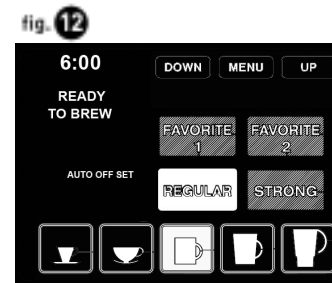 fig. 12
6:00
DOWN MENU UP
READY
TO BREW
FAVORITE
1
FAVORITE
2
AUTO OFF SET
REGULAR
STRONG